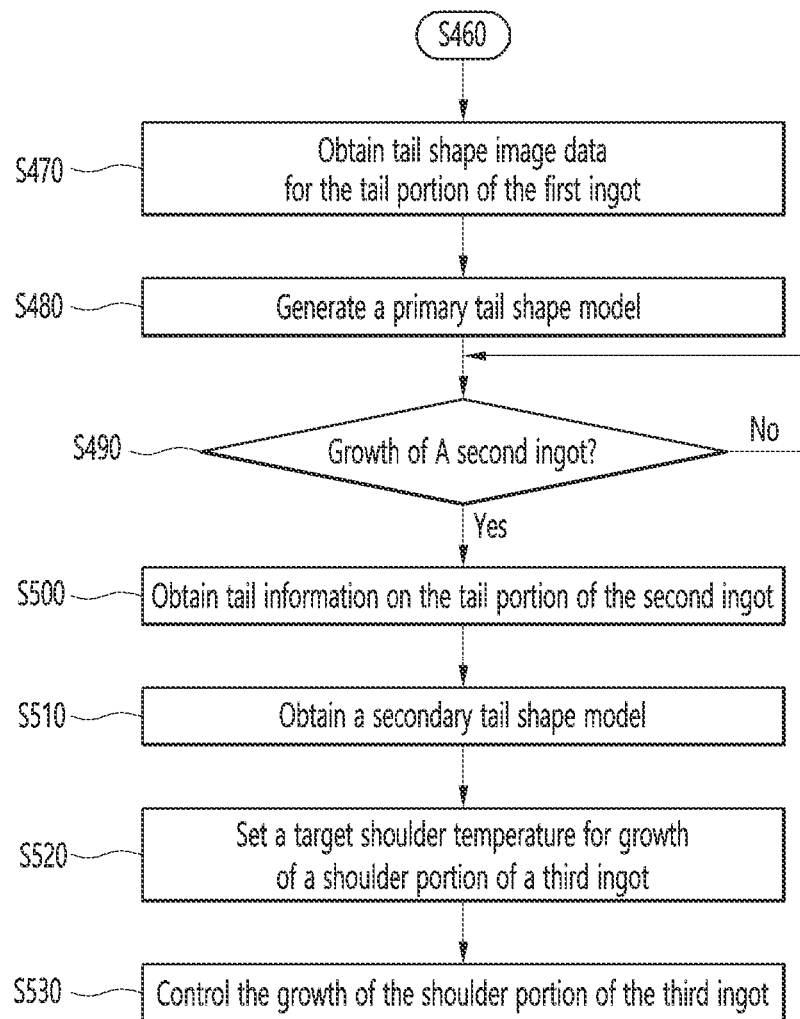 S460
S470
Obtain tail shape image data
for the tail portion of the first ingot
S480
Generate a primary tail shape model
S490
Growth of A second ingot?
No
Yes
S500
Obtain tail information on the tail portion of the second ingot
S510
Obtain a secondary tail shape model
S520
Set a target shoulder temperature for growth
of a shoulder portion of a third ingot
S530
Control the growth of the shoulder portion of the third ingot